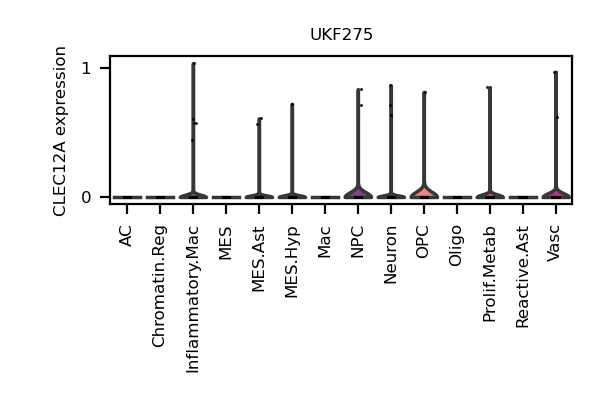 UKF275
CLEC12A expression
1
0
AC
Chromatin.Reg
Inflammatory.Mac
MES
MES.Ast
MES.Hyp
Mac
NPC
Neuron
OPC
Oligo
Prolif.Metab
Reactive.Ast
Vasc